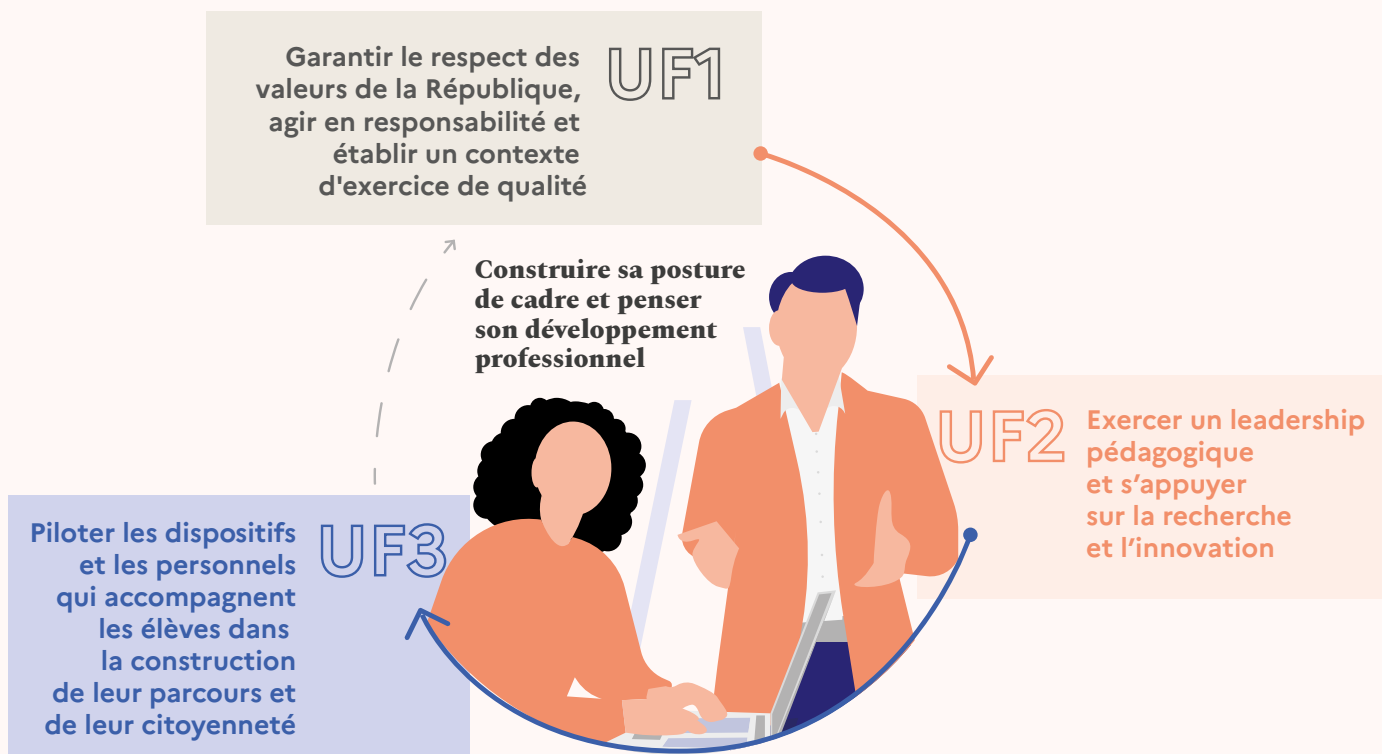 UF1
Garantir le respect des
valeurs de la République,
agir en responsabilité et
établir un contexte
d'exercice de qualité
Construire sa posture
de cadre et penser
son développement
professionnel
UF2
Exercer un leadership
pédagogique
et s’appuyer
sur la recherche
et l’innovation
UF3
Piloter les dispositifs
et les personnels
qui accompagnent
les élèves dans
la construction
de leur parcours et
de leur citoyenneté